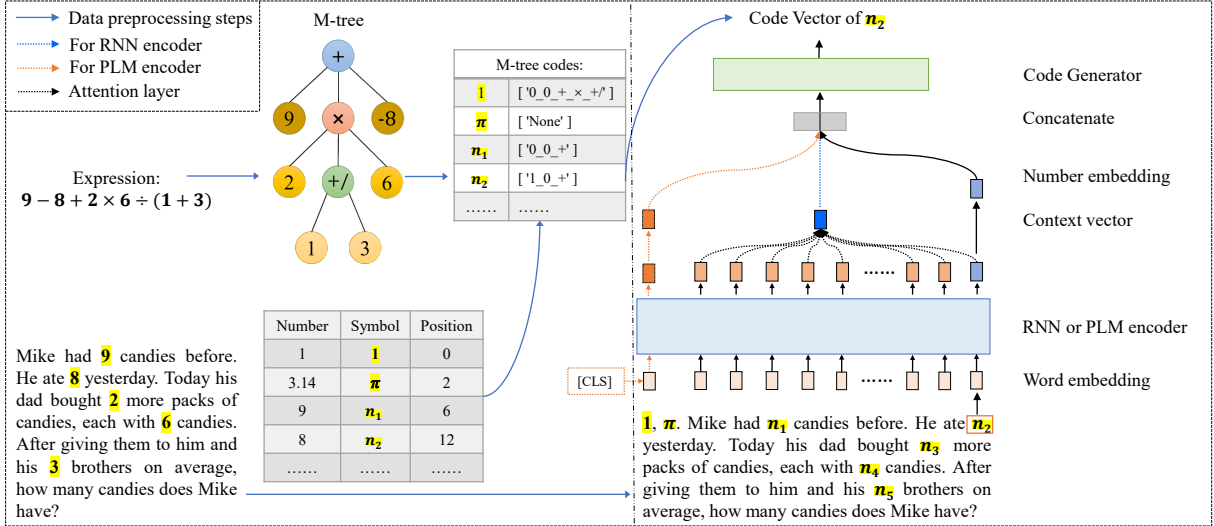 Data preprocessing steps
For RNN encoder
For PLM encoder
Attention layer
M-tree
+
9
×
-8
2
+/
6
1
3
Expression:
9 − 8 + 2 × 6 ÷ (1 + 3)
M-tree codes:
1 [ '0_0_+_×_+/' ]
π [ 'None' ]
n₁ [ '0_0_+' ]
n₂ [ '1_0_+' ]
…… ……
Number Symbol Position
1 1 0
3.14 π 2
9 n₁ 6
8 n₂ 12
…… …… ……
Mike had 9 candies before.
He ate 8 yesterday. Today his
dad bought 2 more packs of
candies, each with 6 candies.
After giving them to him and
his 3 brothers on average,
how many candies does Mike
have?
Code Vector of n₂
Code Generator
Concatenate
Number embedding
Context vector
……
RNN or PLM encoder
[CLS]
……
Word embedding
1, π. Mike had n₁ candies before. He ate n₂
yesterday. Today his dad bought n₃ more
packs of candies, each with n₄ candies. After
giving them to him and his n₅ brothers on
average, how many candies does Mike have?